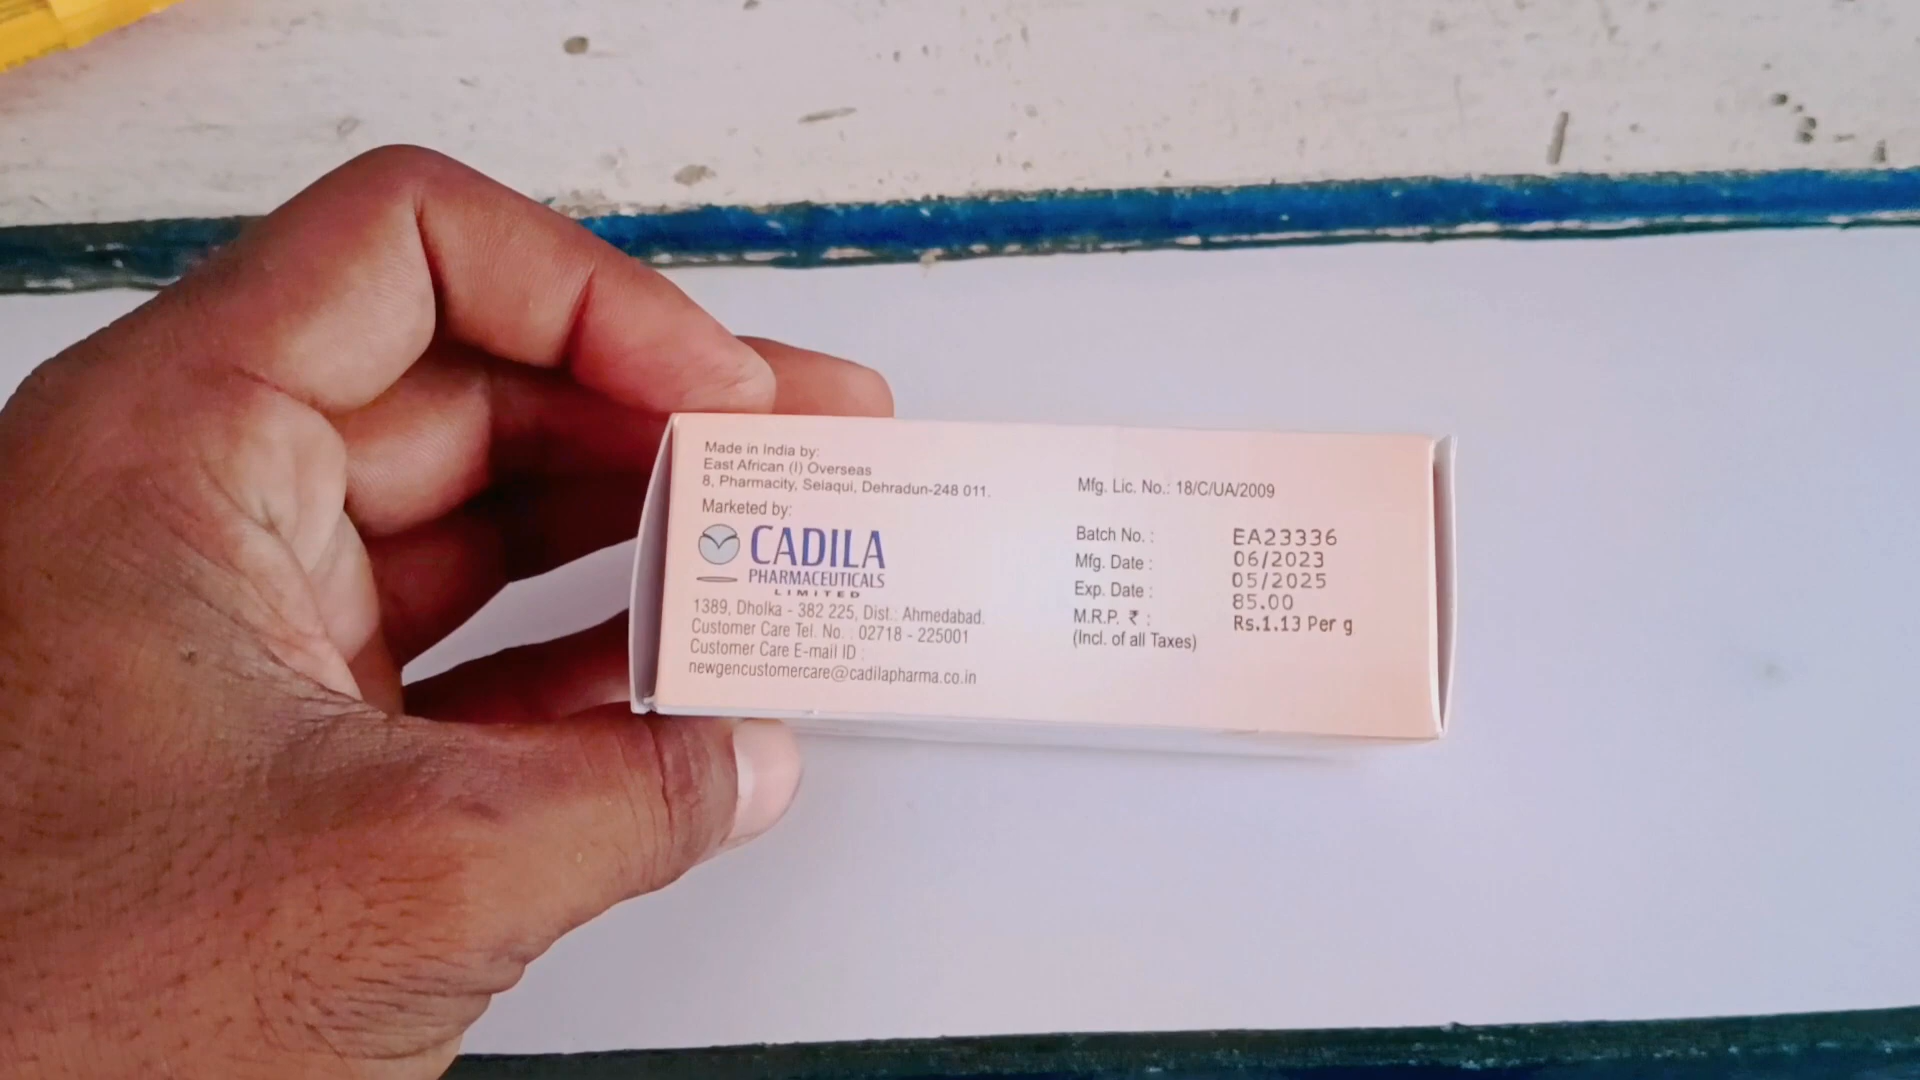 Made in India by:
East African (I) Overseas
8, Pharmacity, Selaqui, Dehradun-248 011.
Marketed by:
CADILA
PHARMACEUTICALS
LIMITED
1389, Dholka - 382 225, Dist.: Ahmedabad.
Customer Care Tel. No. : 02718 - 225001
Customer Care E-mail ID :
newgencustomercare@cadilapharma.co.in
Mfg. Lic. No.: 18/C/UA/2009
Batch No. : EA23336
Mfg. Date : 06/2023
Exp. Date : 05/2025
M.R.P. ₹ : 85.00
(Incl. of all Taxes) Rs.1.13 Per g